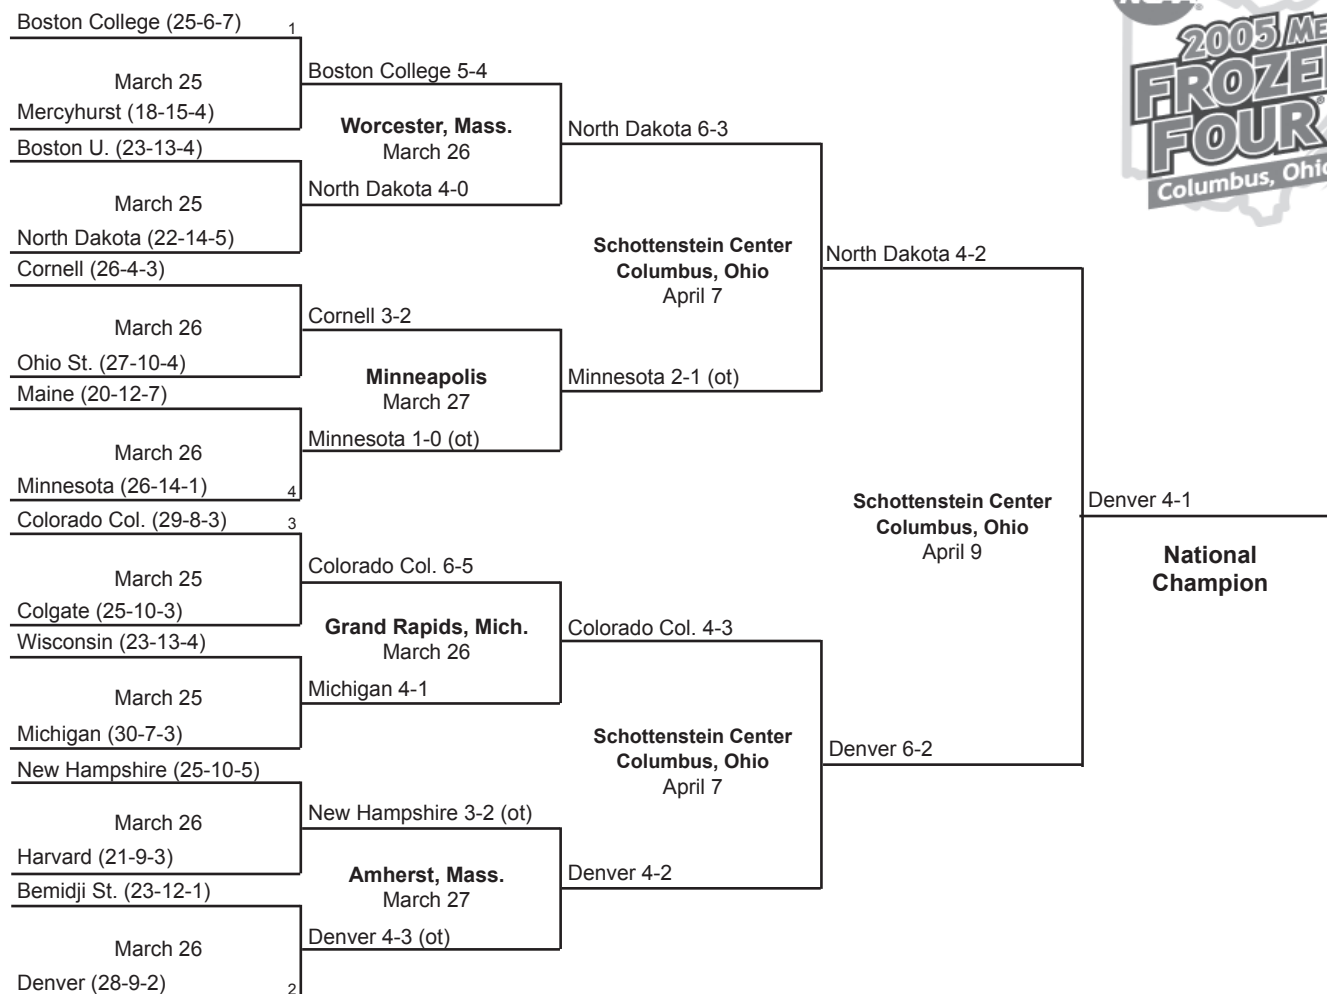 Boston College (25-6-7) 1
March 25
Mercyhurst (18-15-4)
Boston College 5-4
Boston U. (23-13-4)
March 25
North Dakota (22-14-5)
North Dakota 4-0
Worcester, Mass.
March 26
North Dakota 6-3
Cornell (26-4-3)
March 26
Ohio St. (27-10-4)
Cornell 3-2
Maine (20-12-7)
March 26
Minnesota (26-14-1) 4
Minnesota 1-0 (ot)
Minneapolis
March 27
Minnesota 2-1 (ot)
Schottenstein Center
Columbus, Ohio
April 7
North Dakota 4-2
Colorado Col. (29-8-3) 3
March 25
Colgate (25-10-3)
Colorado Col. 6-5
Wisconsin (23-13-4)
March 25
Michigan (30-7-3)
Michigan 4-1
Grand Rapids, Mich.
March 26
Colorado Col. 4-3
New Hampshire (25-10-5)
March 26
Harvard (21-9-3)
New Hampshire 3-2 (ot)
Bemidji St. (23-12-1)
March 26
Denver (28-9-2) 2
Denver 4-3 (ot)
Amherst, Mass.
March 27
Denver 4-2
Schottenstein Center
Columbus, Ohio
April 7
Denver 6-2
Schottenstein Center
Columbus, Ohio
April 9
Denver 4-1
National
Champion
2005
FROZE
FOUR
Columbus, Ohio